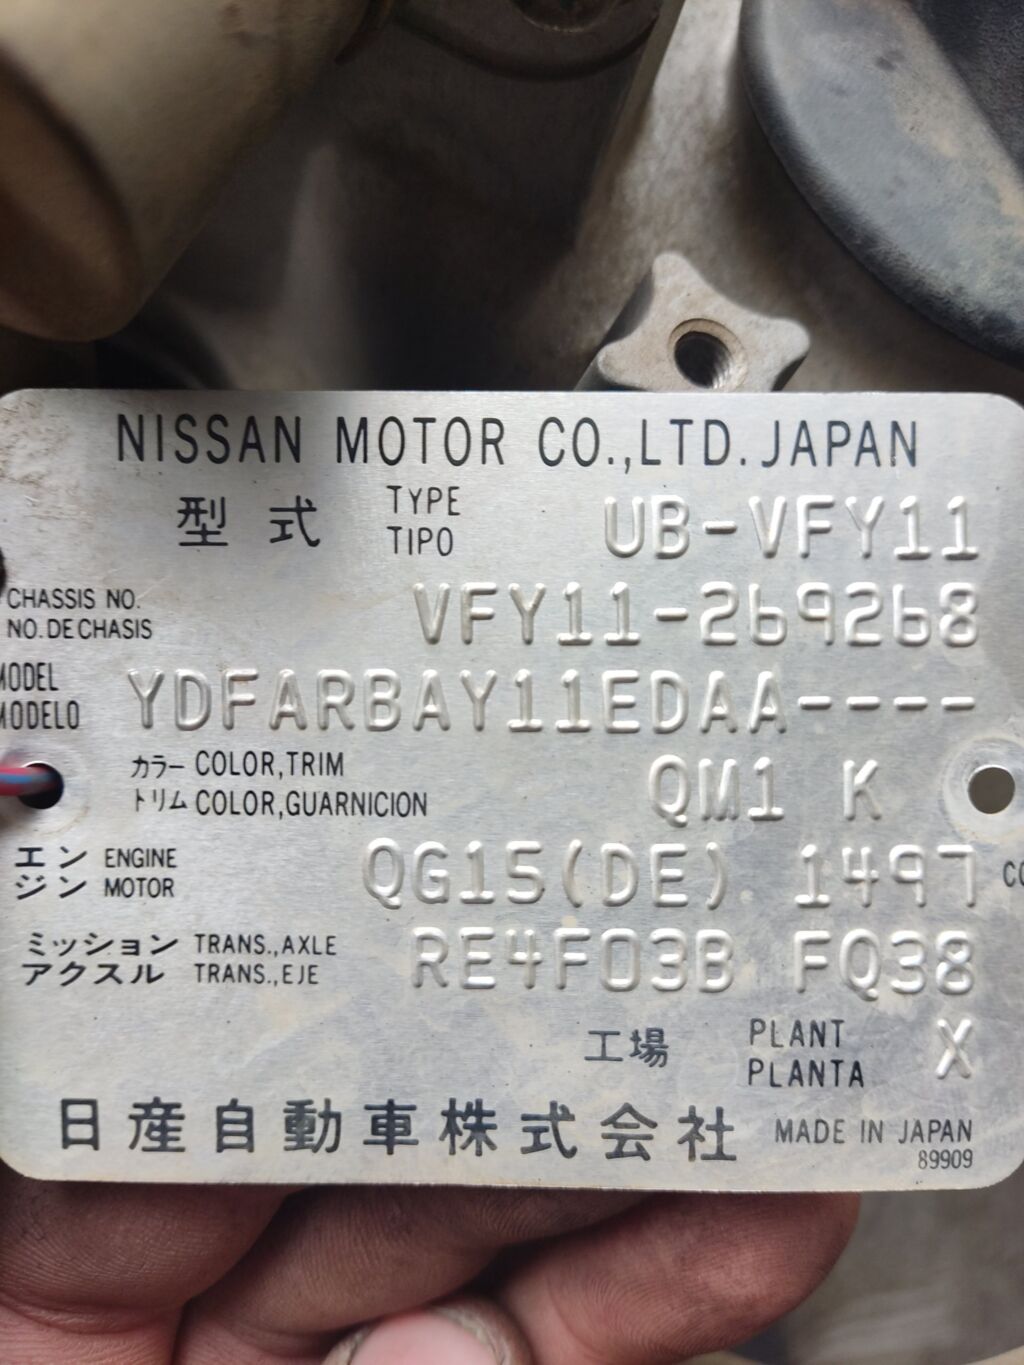 NISSAN MOTOR CO.,LTD. JAPAN
型式 TYPE TIPO UB-VFY11
CHASSIS NO.
NO. DE CHASIS VFY11-269268
MODEL
MODELO YDFARBAY11EDAA----
カラー COLOR,TRIM
トリム COLOR,GUARNICION QM1 K
エン ENGINE
ジン MOTOR QG15(DE) 1497 CC
ミッション TRANS.,AXLE
アクスル TRANS.,EJE RE4F03B FQ38
工場 PLANT PLANTA X
日産自動車株式会社 MADE IN JAPAN
89909